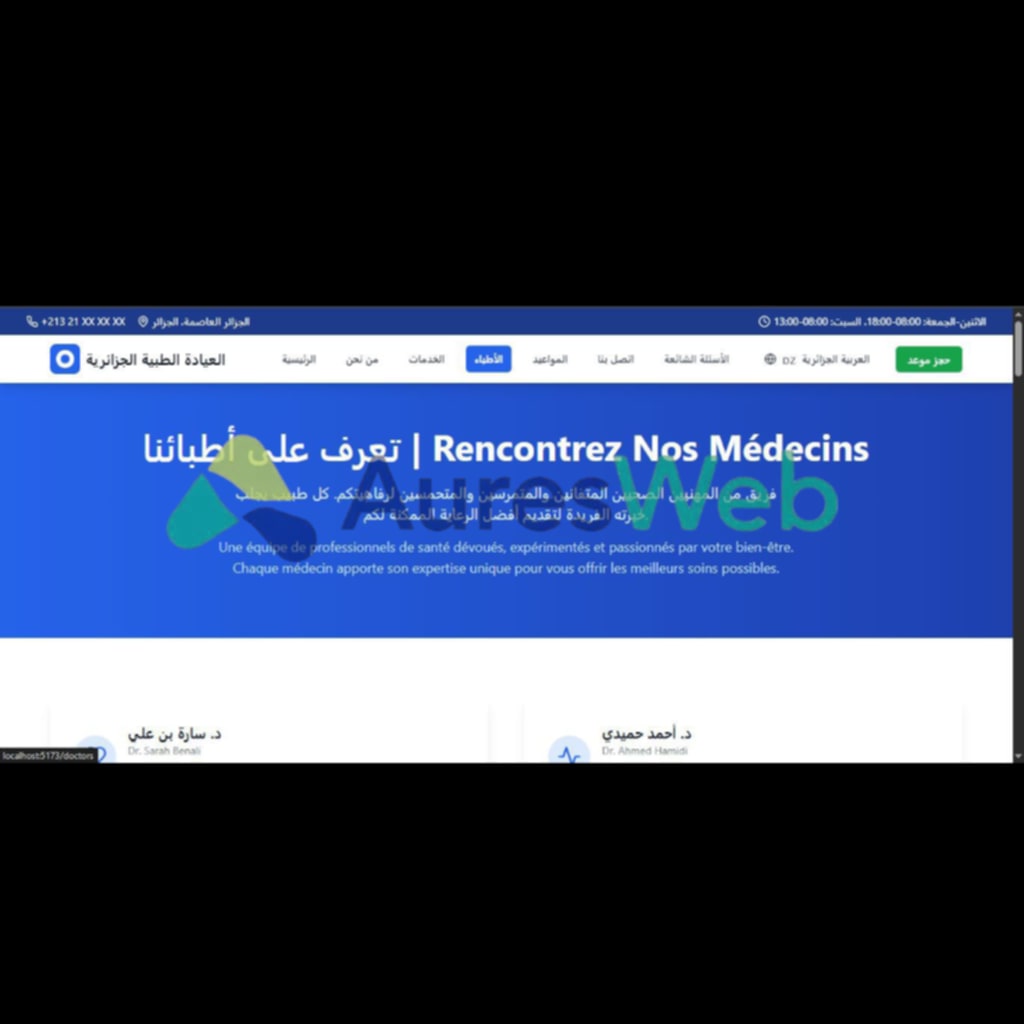 +213 21 XX XX XX
الجزائر العاصمة، الجزائر
الاثنين-الجمعة: 08:00-18:00، السبت: 08:00-13:00
العيادة الطبية الجزائرية
الرئيسية
من نحن
الخدمات
الأطباء
المواعيد
اتصل بنا
الأسئلة الشائعة
DZ العربية الجزائرية
حجز موعد
تعرف على أطبائنا | Rencontrez Nos Médecins
AuresWeb
فريق من المهنيين الصحيين المتفانين والمتمرسين والمتحمسين لرفاهيتكم. كل طبيب يجلب
خبرته الفريدة لتقديم أفضل الرعاية الممكنة لكم.
Une équipe de professionnels de santé dévoués, expérimentés et passionnés par votre bien-être.
Chaque médecin apporte son expertise unique pour vous offrir les meilleurs soins possibles.
د. سارة بن علي
Dr. Sarah Benali
د. أحمد حميدي
Dr. Ahmed Hamidi
localhost:5173/doctors